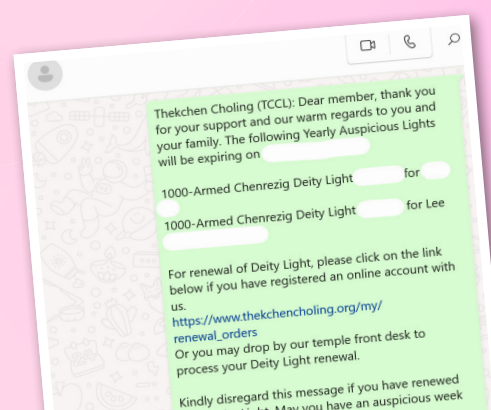 Thekchen Choling (TCCL): Dear member, thank you
for your support and our warm regards to you and
your family. The following Yearly Auspicious Lights
will be expiring on
1000-Armed Chenrezig Deity Light for
1000-Armed Chenrezig Deity Light for Lee
For renewal of Deity Light, please click on the link
below if you have registered an online account with
us.
https://www.thekchencholing.org/my/
renewal_orders
Or you may drop by our temple front desk to
process your Deity Light renewal.
Kindly disregard this message if you have renewed
May you have an auspicious week